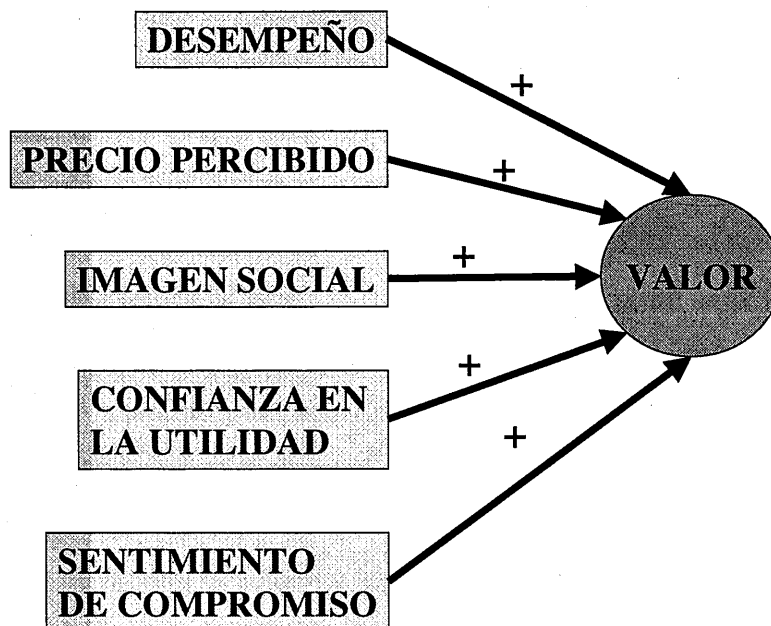 DESEMPEÑO
+
PRECIO PERCIBIDO
+
IMAGEN SOCIAL
+
VALOR
CONFIANZA EN
LA UTILIDAD
+
SENTIMIENTO
DE COMPROMISO
+